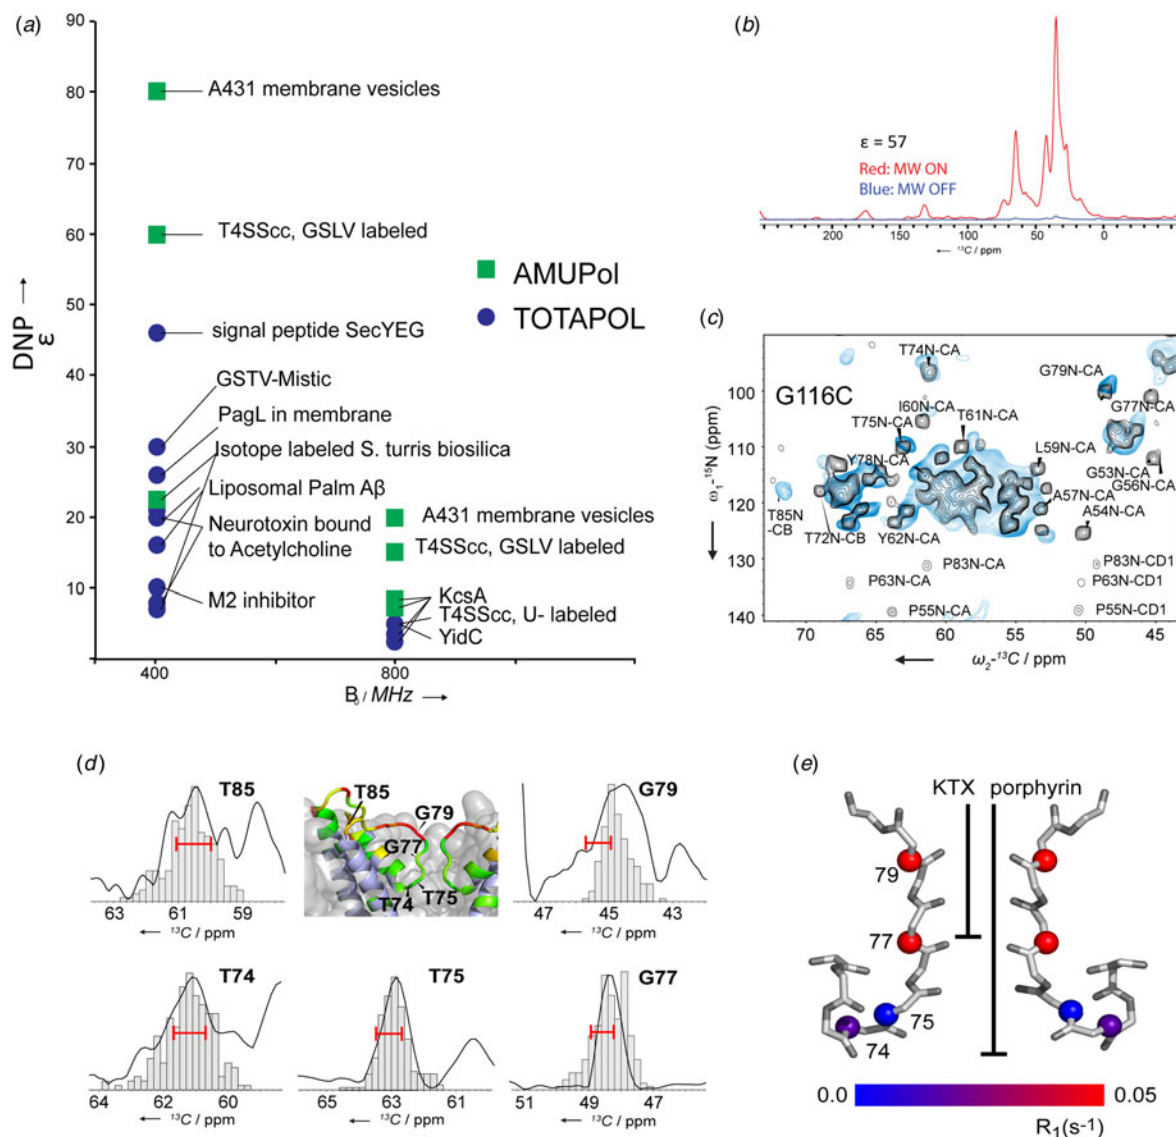 (a)
90
80
70
60
50
40
30
20
10
DNP →
ε
A431 membrane vesicles
T4SScc, GSLV labeled
signal peptide SecYEG
GSTV-Mistic
PagL in membrane
Isotope labeled S. turris biosilica
Liposomal Palm Aβ
Neurotoxin bound
to Acetylcholine
M2 inhibitor
AMUPol
TOTAPOL
A431 membrane vesicles
T4SScc, GSLV labeled
KcsA
T4SScc, U- labeled
YidC
400
800
B₀ / MHz →
(b)
ε = 57
Red: MW ON
Blue: MW OFF
200 150 100 50 0
← ¹³C / ppm
(c)
G116C
T74N-CA
G79N-CA
I60N-CA
G77N-CA
T75N-CA
T61N-CA
Y78N-CA
L59N-CA
G53N-CA
G56N-CA
A57N-CA
A54N-CA
T85N
-CB
T72N-CB
Y62N-CA
P83N-CA
P83N-CD1
P63N-CA
P63N-CD1
P55N-CA
P55N-CD1
100
110
120
130
140
ω₁-¹⁵N (ppm)
70 65 60 55 50 45
← ω₂-¹³C / ppm
(d)
T85
63 61 59
← ¹³C / ppm
T85
G79
G77
T74
T75
G79
47 45 43
← ¹³C / ppm
T74
64 62 60
← ¹³C / ppm
T75
65 63 61
← ¹³C / ppm
G77
51 49 47
← ¹³C / ppm
(e)
KTX porphyrin
79
77
75
74
0.0 0.05
R₁(s⁻¹)